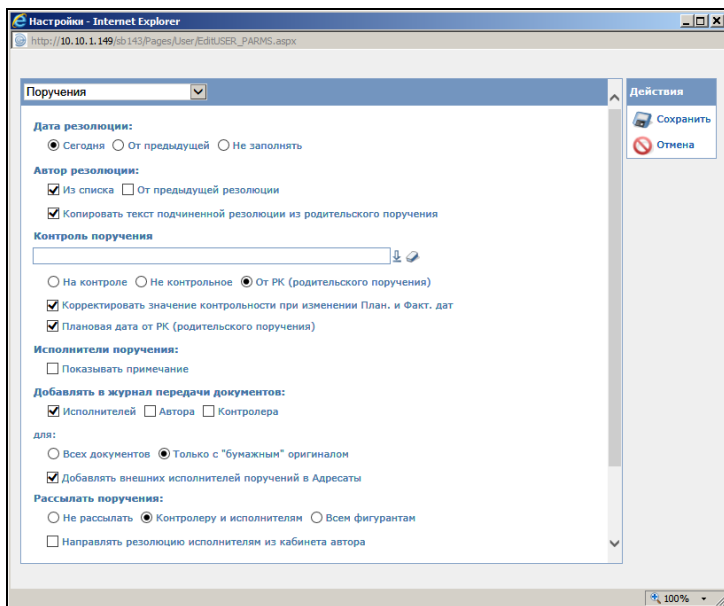 Настройки - Internet Explorer
http://10.10.1.149/sb143/Pages/User/EditUSER_PARMS.aspx
Поручения
Действия
Сохранить
Отмена
Дата резолюции:
Сегодня От предыдущей Не заполнять
Автор резолюции:
Из списка От предыдущей резолюции
Копировать текст подчиненной резолюции из родительского поручения
Контроль поручения
На контроле Не контрольное От РК (родительского поручения)
Корректировать значение контрольности при изменении План. и Факт. дат
Плановая дата от РК (родительского поручения)
Исполнители поручения:
Показывать примечание
Добавлять в журнал передачи документов:
Исполнителей Автора Контролера
для:
Всех документов Только с "бумажным" оригиналом
Добавлять внешних исполнителей поручений в Адресаты
Рассылать поручения:
Не рассылать Контролеру и исполнителям Всем фигурантам
Направлять резолюцию исполнителям из кабинета автора
100%